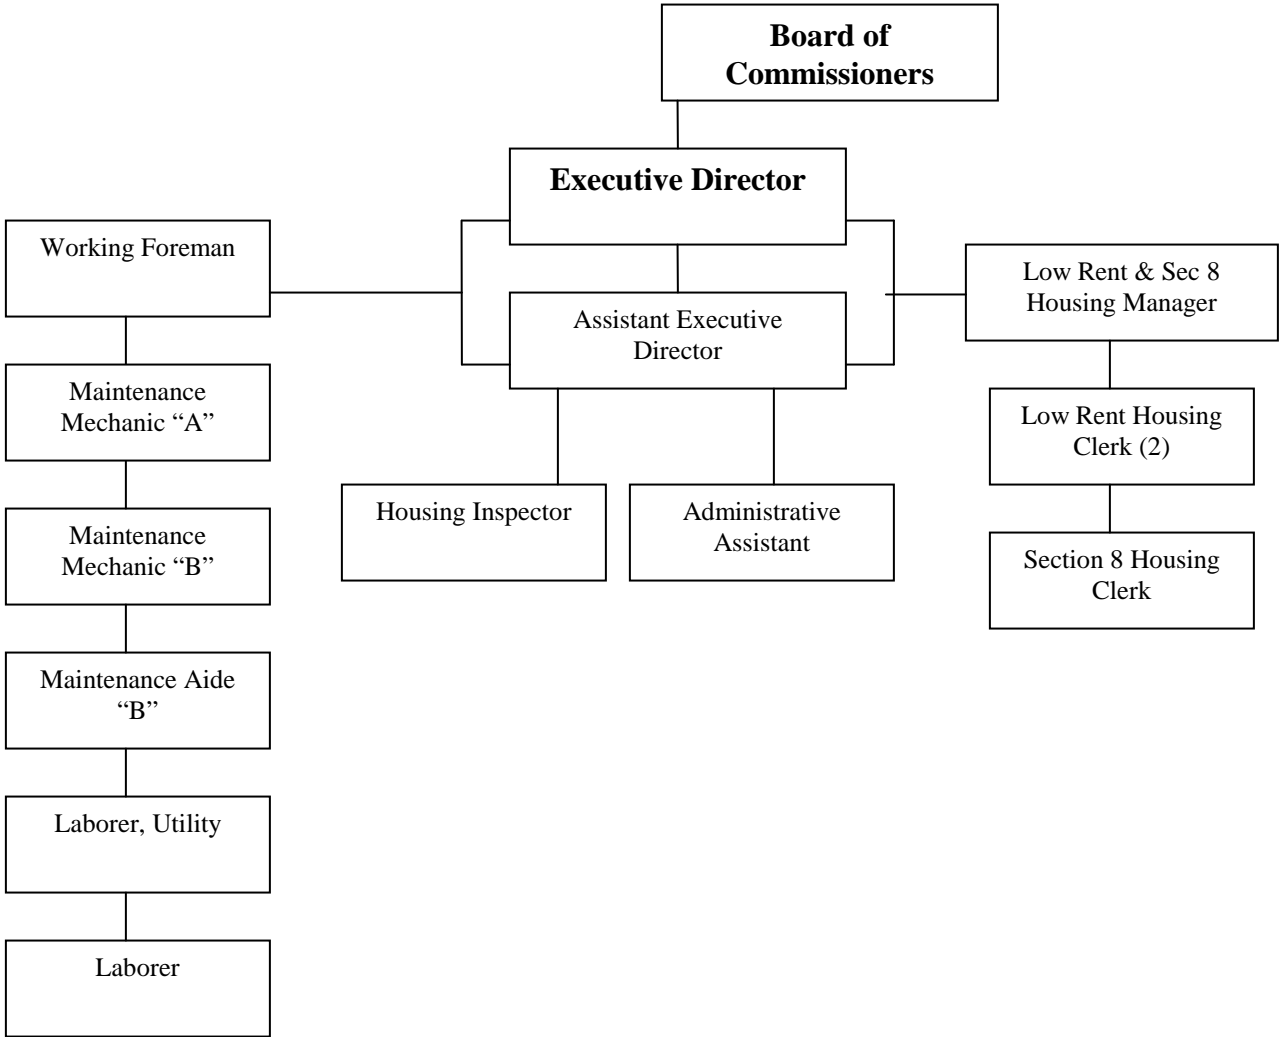 Board of
Commissioners
Executive Director
Working Foreman
Low Rent & Sec 8
Housing Manager
Assistant Executive
Director
Maintenance
Mechanic “A”
Low Rent Housing
Clerk (2)
Housing Inspector
Administrative
Assistant
Maintenance
Mechanic “B”
Section 8 Housing
Clerk
Maintenance Aide
“B”
Laborer, Utility
Laborer